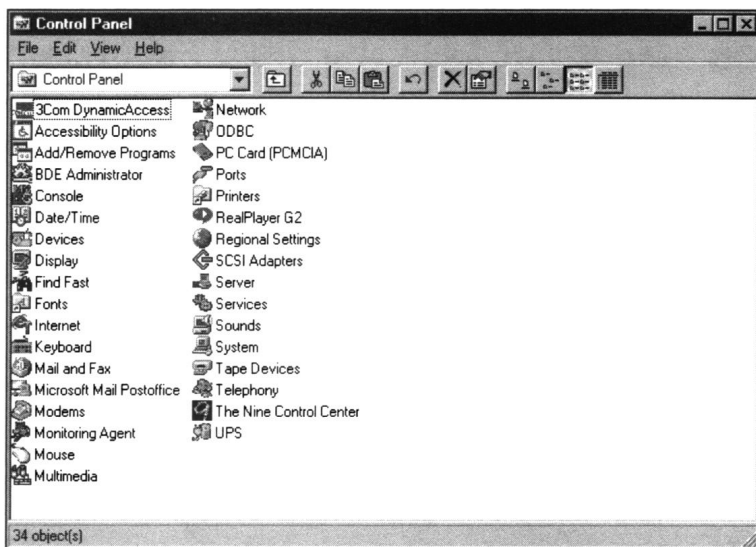 Control Panel
File Edit View Help
Control Panel
3Com DynamicAccess
Accessibility Options
Add/Remove Programs
BDE Administrator
Console
Date/Time
Devices
Display
Find Fast
Fonts
Internet
Keyboard
Mail and Fax
Microsoft Mail Postoffice
Modems
Monitoring Agent
Mouse
Multimedia
Network
ODBC
PC Card (PCMCIA)
Ports
Printers
RealPlayer G2
Regional Settings
SCSI Adapters
Server
Services
Sounds
System
Tape Devices
Telephony
The Nine Control Center
UPS
34 object(s)